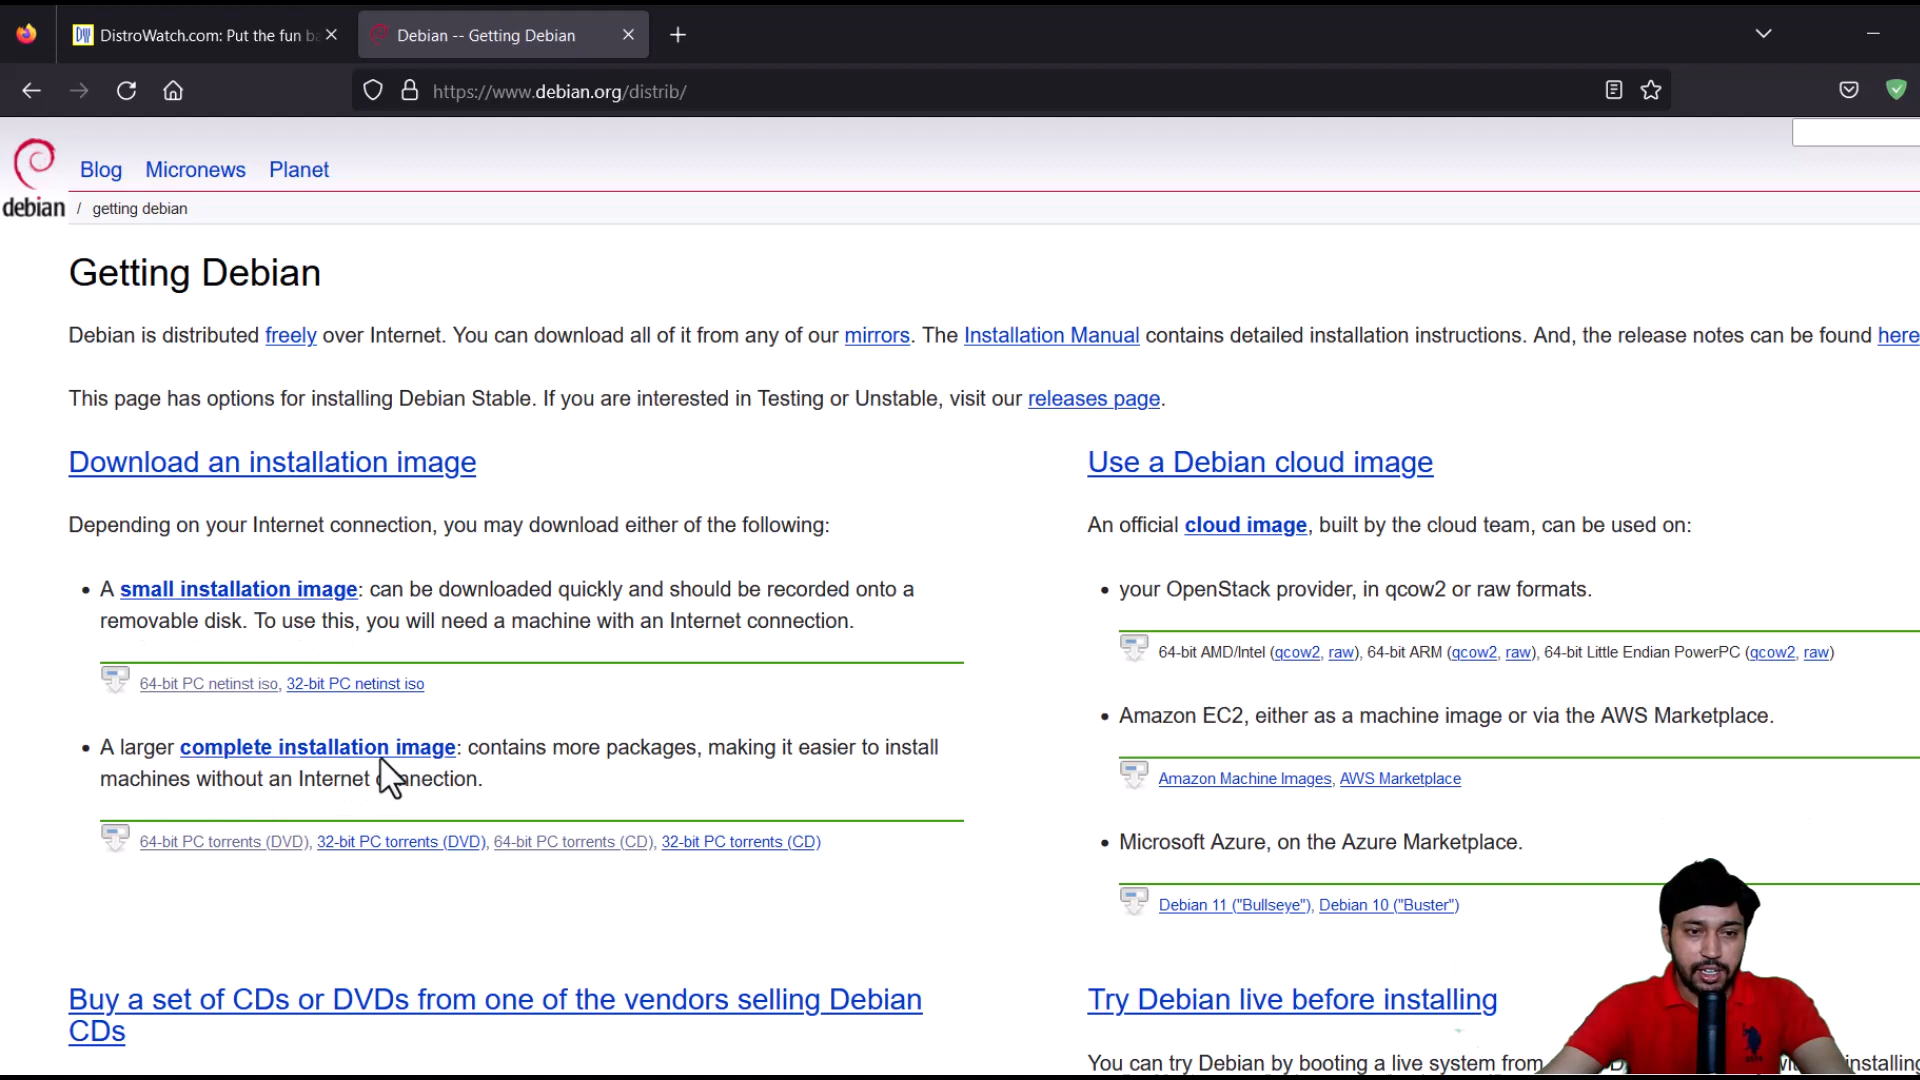 DistroWatch.com: Put the fun ba
Debian -- Getting Debian
https://www.debian.org/distrib/
debian
Blog Micronews Planet
/ getting debian
Getting Debian
Debian is distributed freely over Internet. You can download all of it from any of our mirrors. The Installation Manual contains detailed installation instructions. And, the release notes can be found here
This page has options for installing Debian Stable. If you are interested in Testing or Unstable, visit our releases page.
Download an installation image
Depending on your Internet connection, you may download either of the following:
• A small installation image: can be downloaded quickly and should be recorded onto a
removable disk. To use this, you will need a machine with an Internet connection.
64-bit PC netinst iso, 32-bit PC netinst iso
• A larger complete installation image: contains more packages, making it easier to install
machines without an Internet connection.
64-bit PC torrents (DVD), 32-bit PC torrents (DVD), 64-bit PC torrents (CD), 32-bit PC torrents (CD)
Buy a set of CDs or DVDs from one of the vendors selling Debian
CDs
Use a Debian cloud image
An official cloud image, built by the cloud team, can be used on:
• your OpenStack provider, in qcow2 or raw formats.
64-bit AMD/Intel (qcow2, raw), 64-bit ARM (qcow2, raw), 64-bit Little Endian PowerPC (qcow2, raw)
• Amazon EC2, either as a machine image or via the AWS Marketplace.
Amazon Machine Images, AWS Marketplace
• Microsoft Azure, on the Azure Marketplace.
Debian 11 ("Bullseye"), Debian 10 ("Buster")
Try Debian live before installing
You can try Debian by booting a live system from installing